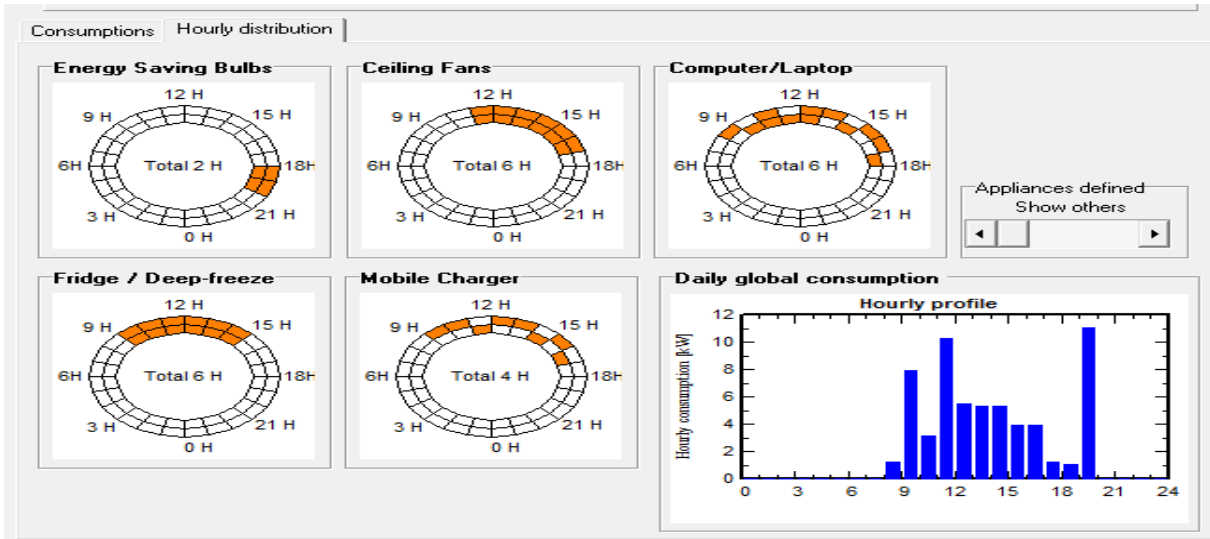 Consumptions
Hourly distribution
Energy Saving Bulbs
12 H
9 H
15 H
6H
Total 2 H
18H
3 H
21 H
0 H
Ceiling Fans
12 H
9 H
15 H
6H
Total 6 H
18H
3 H
21 H
0 H
Computer/Laptop
12 H
9 H
15 H
6H
Total 6 H
18H
3 H
21 H
0 H
Appliances defined
Show others
Fridge / Deep-freeze
12 H
9 H
15 H
6H
Total 6 H
18H
3 H
21 H
0 H
Mobile Charger
12 H
9 H
15 H
6H
Total 4 H
18H
3 H
21 H
0 H
Daily global consumption
Hourly profile
Hourly consumption [kW]
12
10
8
6
4
2
0
0 3 6 9 12 15 18 21 24